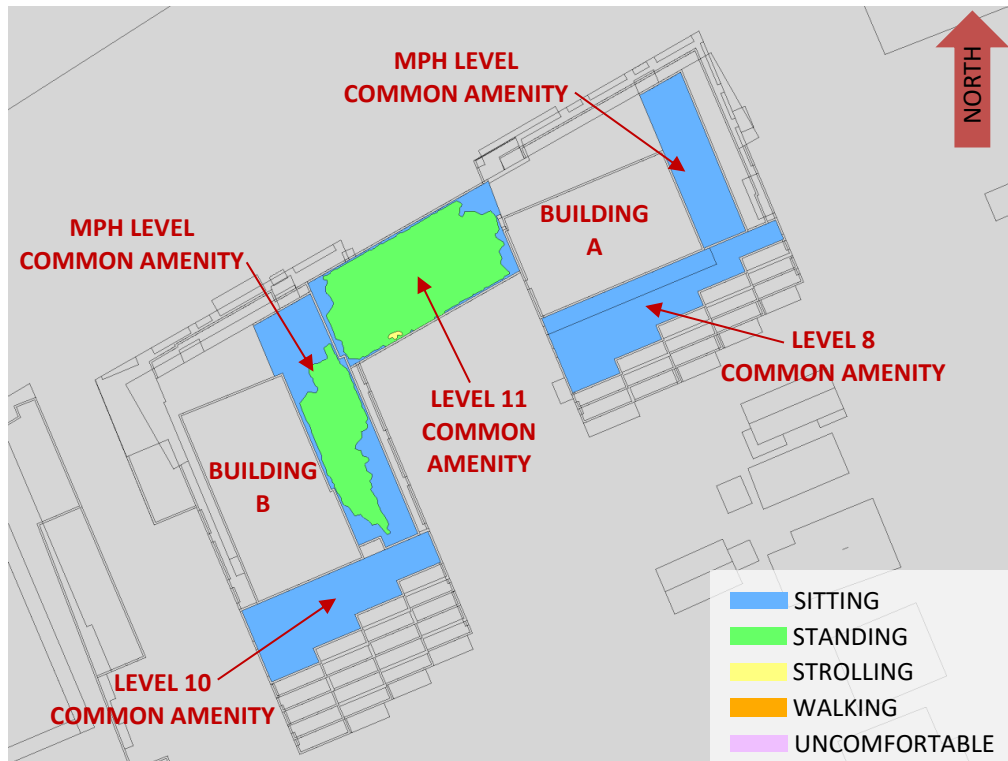 MPH LEVEL
COMMON AMENITY
NORTH
MPH LEVEL
COMMON AMENITY
BUILDING
A
LEVEL 8
COMMON AMENITY
LEVEL 11
COMMON
AMENITY
BUILDING
B
LEVEL 10
COMMON AMENITY
SITTING
STANDING
STROLLING
WALKING
UNCOMFORTABLE